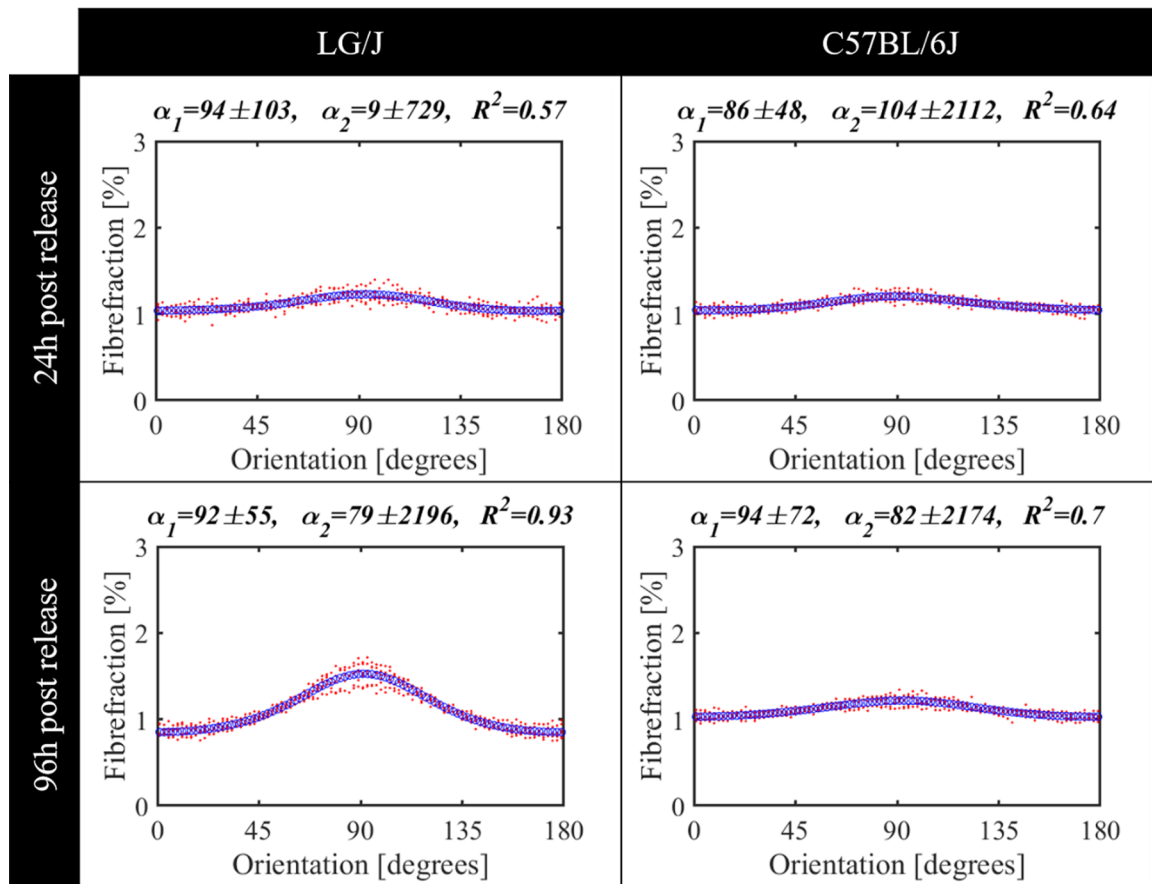 LG/J
C57BL/6J
24h post release
α1=94±103, α2=9±729, R²=0.57
3
2
1
0
Fibrefraction [%]
0 45 90 135 180
Orientation [degrees]
α1=86±48, α2=104±2112, R²=0.64
3
2
1
0
Fibrefraction [%]
0 45 90 135 180
Orientation [degrees]
96h post release
α1=92±55, α2=79±2196, R²=0.93
3
2
1
0
Fibrefraction [%]
0 45 90 135 180
Orientation [degrees]
α1=94±72, α2=82±2174, R²=0.7
3
2
1
0
Fibrefraction [%]
0 45 90 135 180
Orientation [degrees]